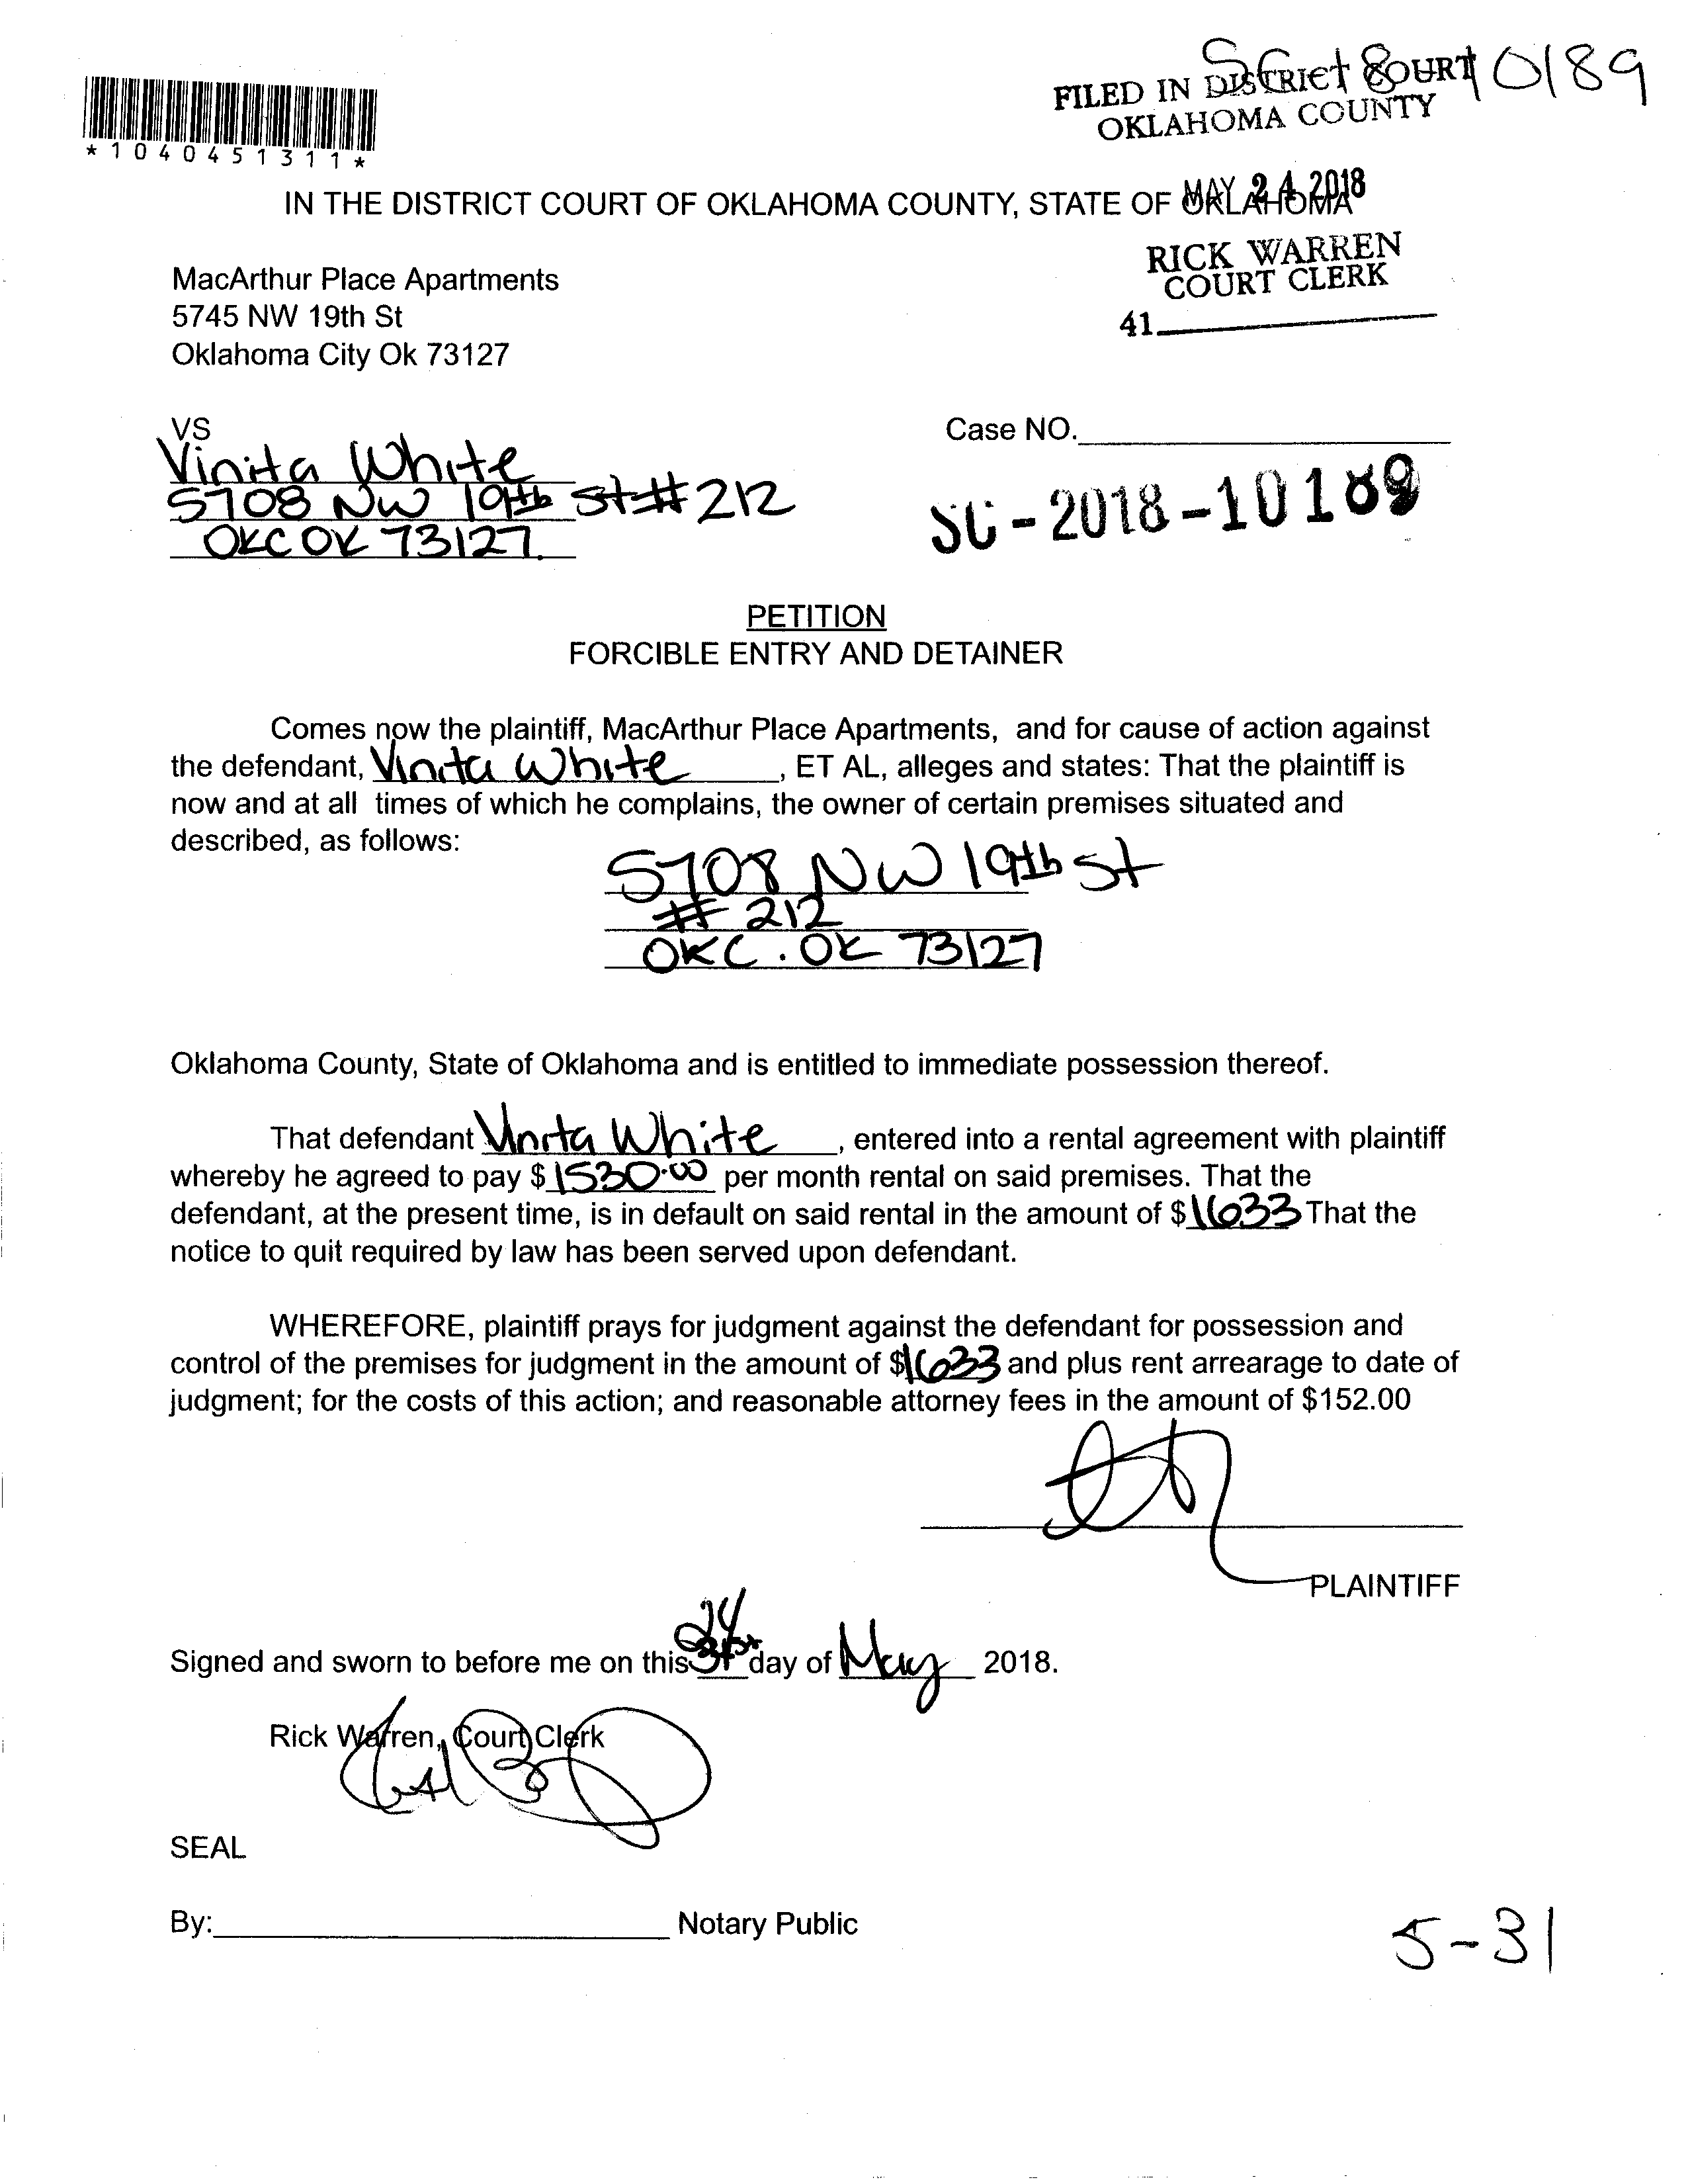 FILED IN DISTRICT COURT
OKLAHOMA COUNTY
0189
*1040451311*
MAY 24 2018
IN THE DISTRICT COURT OF OKLAHOMA COUNTY, STATE OF OKLAHOMA
RICK WARREN
COURT CLERK
41
MacArthur Place Apartments
5745 NW 19th St
Oklahoma City Ok 73127
VS
Case NO.
Vinita White
5708 NW 19th St #212
OKC OK 73127
SC-2018-10189
PETITION
FORCIBLE ENTRY AND DETAINER
Comes now the plaintiff, MacArthur Place Apartments, and for cause of action against
the defendant, Vinita White, ET AL, alleges and states: That the plaintiff is
now and at all times of which he complains, the owner of certain premises situated and
described, as follows:
5708 NW 19th St
# 212
OKC. OK 73127
Oklahoma County, State of Oklahoma and is entitled to immediate possession thereof.
That defendant Vinita White, entered into a rental agreement with plaintiff
whereby he agreed to pay $ 1530.00 per month rental on said premises. That the
defendant, at the present time, is in default on said rental in the amount of $1633 That the
notice to quit required by law has been served upon defendant.
WHEREFORE, plaintiff prays for judgment against the defendant for possession and
control of the premises for judgment in the amount of $1633 and plus rent arrearage to date of
judgment; for the costs of this action; and reasonable attorney fees in the amount of $152.00
PLAINTIFF
Signed and sworn to before me on this 24 day of May 2018.
Rick Warren, Court Clerk
SEAL
By: Notary Public
5-31